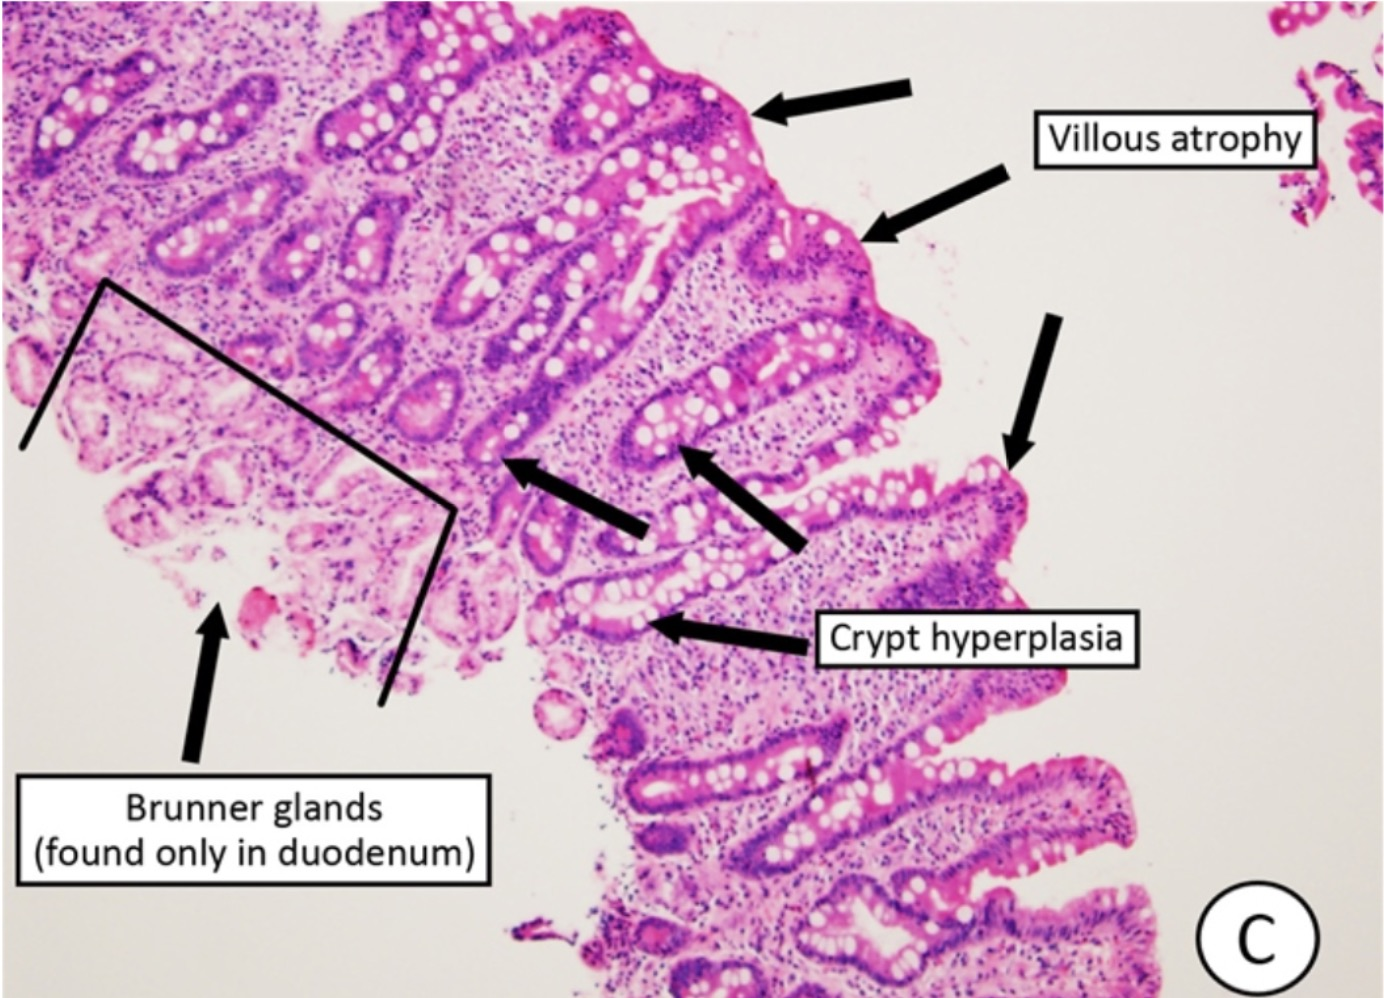 Villous atrophy
Crypt hyperplasia
Brunner glands
(found only in duodenum)
C